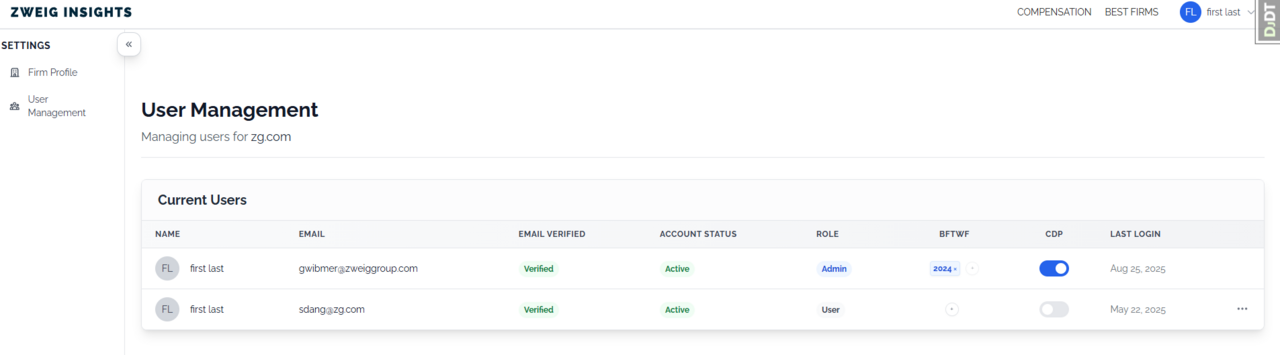 ZWEIG INSIGHTS
COMPENSATION BEST FIRMS FL first last
DJDT
SETTINGS
«
Firm Profile
User
Management
User Management
Managing users for zg.com
Current Users
NAME EMAIL EMAIL VERIFIED ACCOUNT STATUS ROLE BFTWF CDP LAST LOGIN
FL first last gwibmer@zweiggroup.com Verified Active Admin 2024 × + Aug 25, 2025
FL first last sdang@zg.com Verified Active User + May 22, 2025 ···